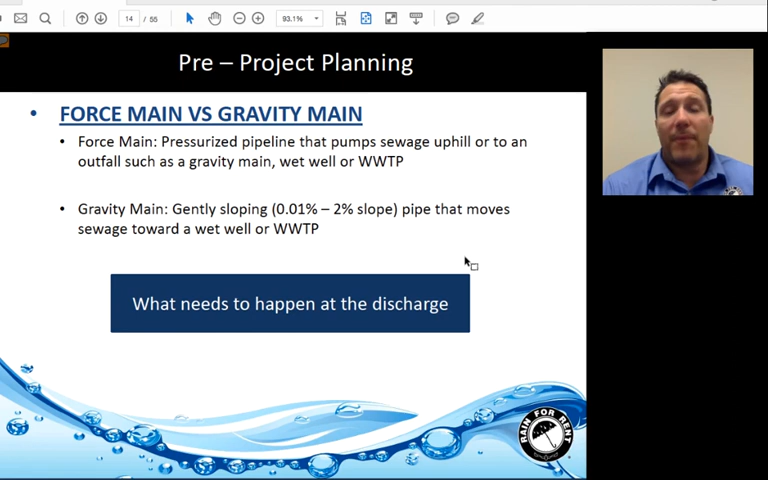 14 / 55
93.1%
Pre – Project Planning
• FORCE MAIN VS GRAVITY MAIN
• Force Main: Pressurized pipeline that pumps sewage uphill or to an
outfall such as a gravity main, wet well or WWTP
• Gravity Main: Gently sloping (0.01% – 2% slope) pipe that moves
sewage toward a wet well or WWTP
What needs to happen at the discharge
RAIN FOR RENT